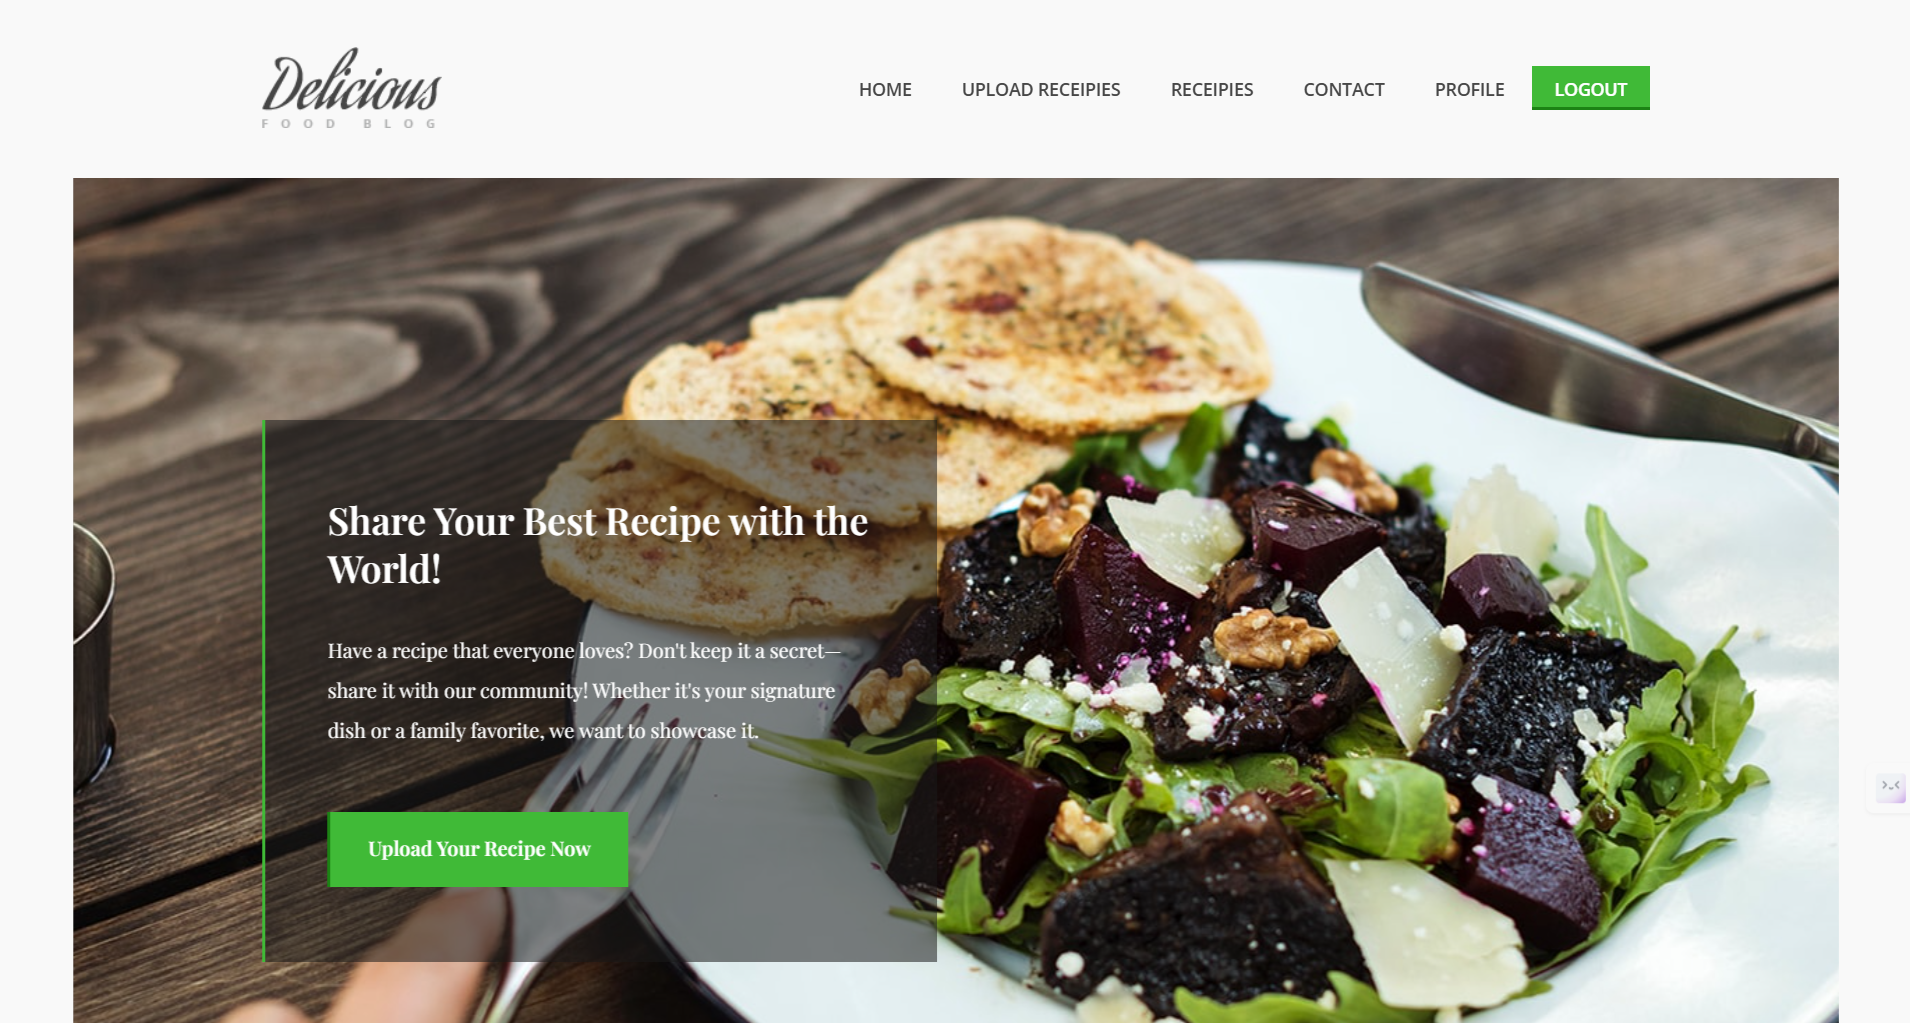 Delicious
FOOD BLOG
HOME UPLOAD RECEIPIES RECEIPIES CONTACT PROFILE LOGOUT
Share Your Best Recipe with the
World!
Have a recipe that everyone loves? Don't keep it a secret—
share it with our community! Whether it's your signature
dish or a family favorite, we want to showcase it.
Upload Your Recipe Now